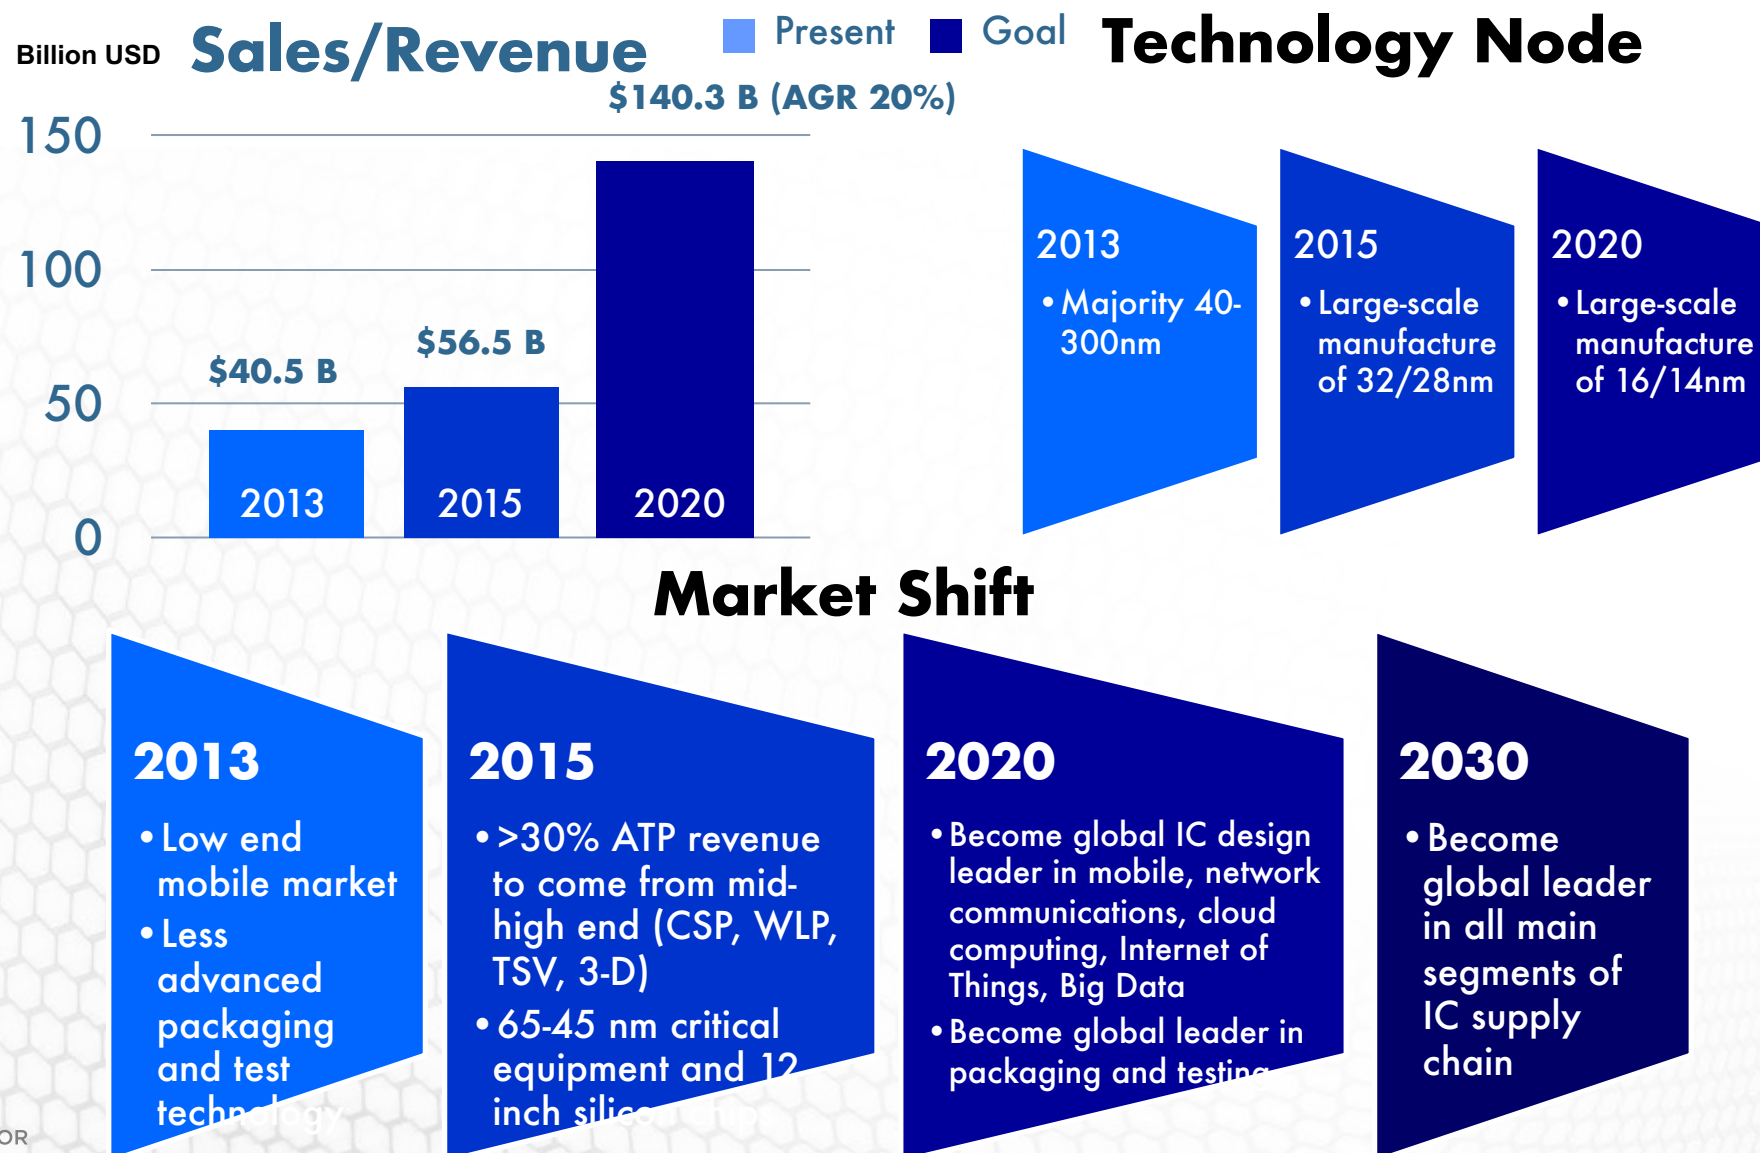 Billion USD
Sales/Revenue
Present
Goal
Technology Node
$140.3 B (AGR 20%)
150
100
50
0
$40.5 B
$56.5 B
2013
2015
2020
2013
•Majority 40-
300nm
2015
•Large-scale
manufacture
of 32/28nm
2020
•Large-scale
manufacture
of 16/14nm
Market Shift
2013
•Low end
mobile market
•Less
advanced
packaging
and test
technology
2015
•>30% ATP revenue
to come from mid-
high end (CSP, WLP,
TSV, 3-D)
•65-45 nm critical
equipment and 12
inch silicon chips
2020
•Become global IC design
leader in mobile, network
communications, cloud
computing, Internet of
Things, Big Data
•Become global leader in
packaging and testing
2030
•Become
global leader
in all main
segments of
IC supply
chain
OR